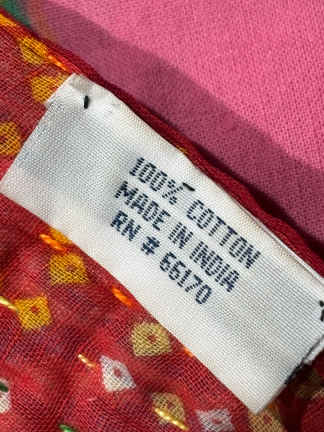 100% COTTON
MADE IN INDIA
RN # 66170